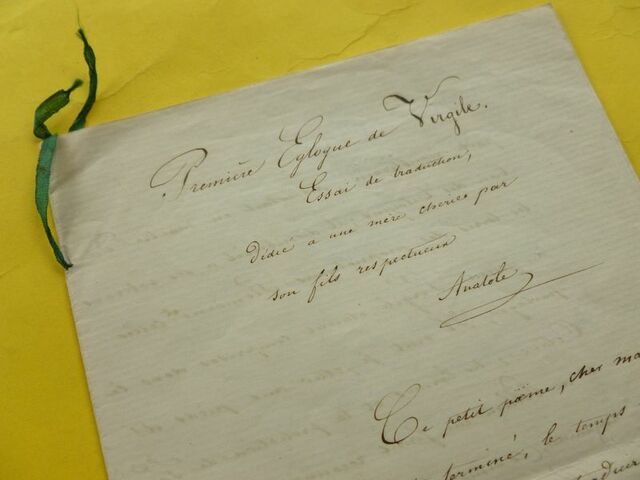 Première Eglogue de Virgile.
Essai de traduction,
Dédié a une mère chérie par
son fils respectueux
Anatole
Ce petit poëme, cher ma
terminé, le temps